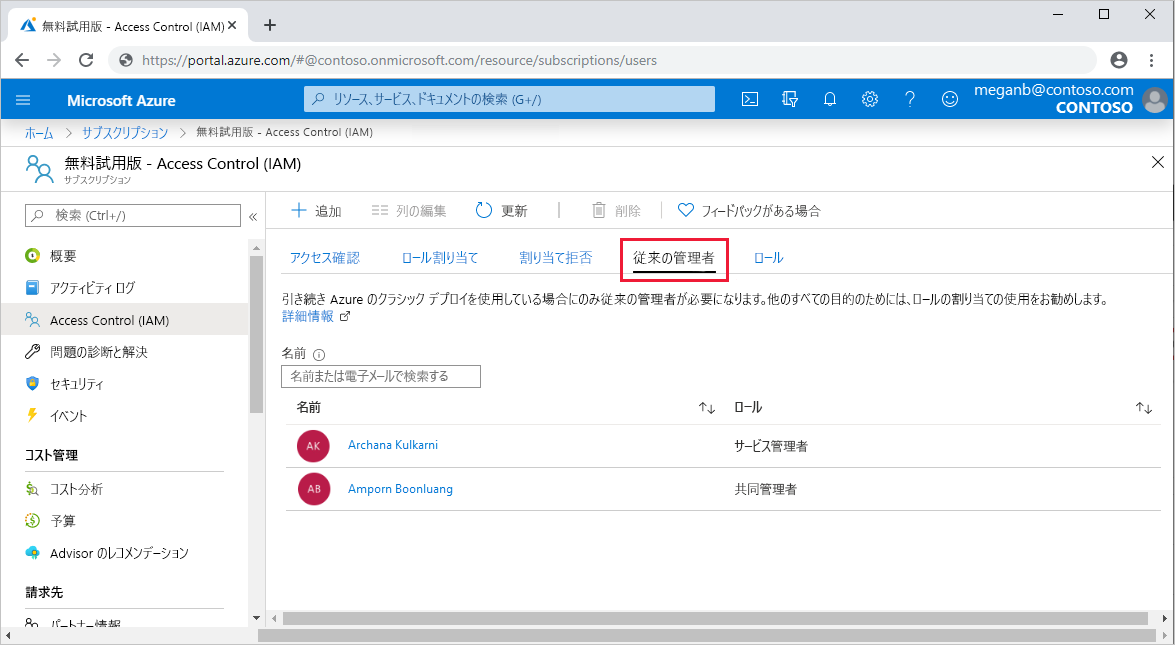 無料試用版 - Access Control (IAM)
https://portal.azure.com/#@contoso.onmicrosoft.com/resource/subscriptions/users
Microsoft Azure
リソース、サービス、ドキュメントの検索 (G+/)
meganb@contoso.com
CONTOSO
ホーム > サブスクリプション > 無料試用版 - Access Control (IAM)
無料試用版 - Access Control (IAM)
サブスクリプション
検索 (Ctrl+/)
概要
アクティビティ ログ
Access Control (IAM)
問題の診断と解決
セキュリティ
イベント
コスト管理
コスト分析
予算
Advisor のレコメンデーション
請求先
パートナー情報
追加 列の編集 更新 削除 フィードバックがある場合
アクセス確認 ロール割り当て 割り当て拒否 従来の管理者 ロール
引き続き Azure のクラシック デプロイを使用している場合にのみ従来の管理者が必要になります。他のすべての目的のためには、ロールの割り当ての使用をお勧めします。
詳細情報
名前
名前または電子メールで検索する
名前 ロール
AK Archana Kulkarni サービス管理者
AB Amporn Boonluang 共同管理者